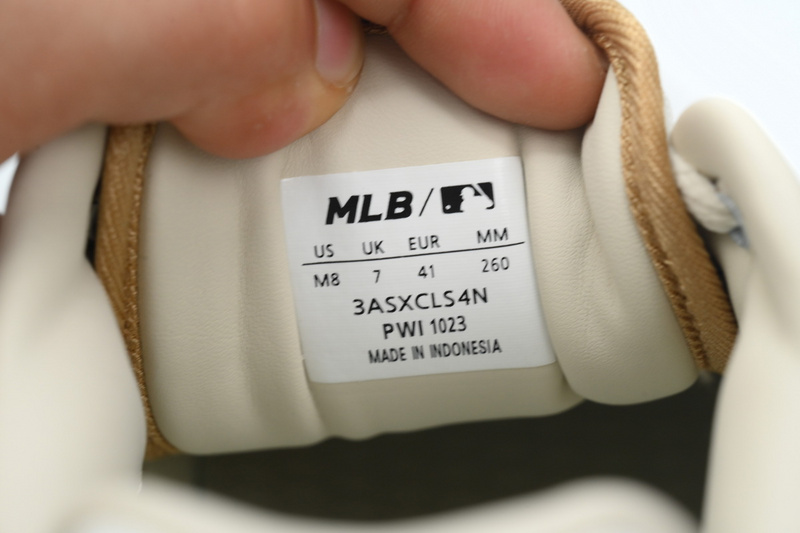 MLB/
US UK EUR MM
M8 7 41 260
3ASXCLS4N
PWI 1023
MADE IN INDONESIA